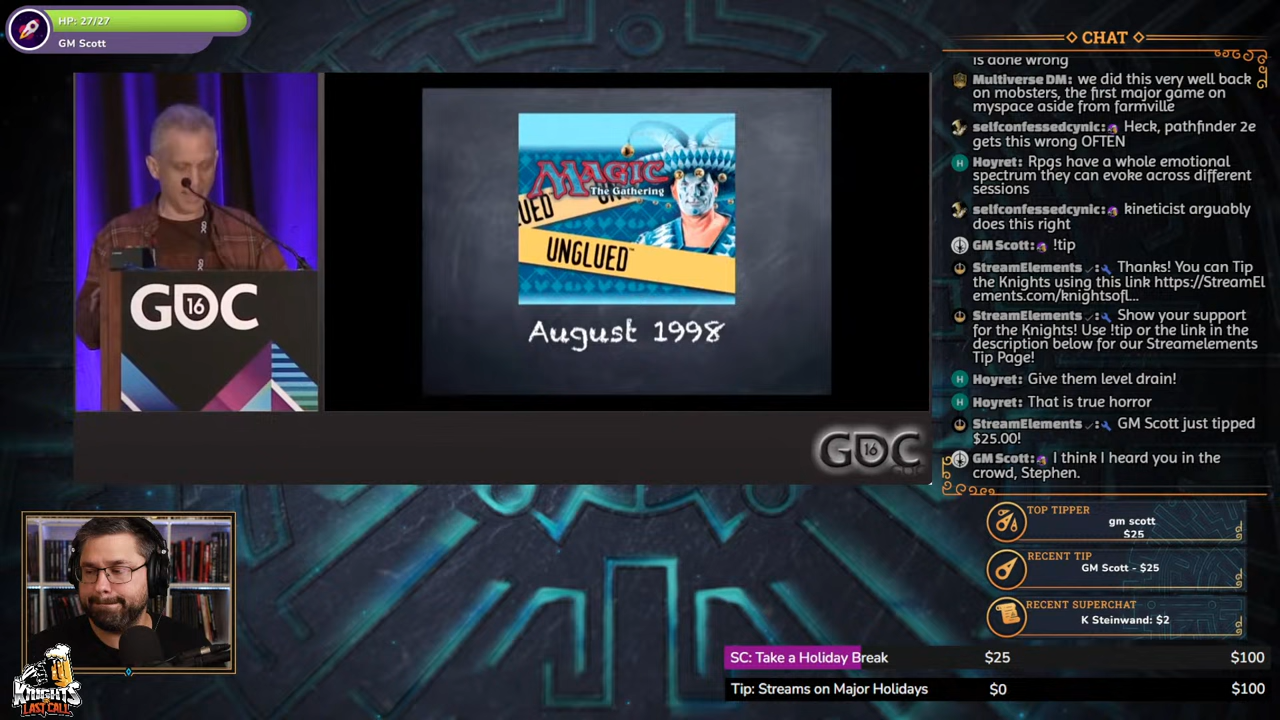 HP: 27/27
GM Scott
GDC
16
MAGIC
The Gathering
UED
UN
UNGLUED™
August 1998
GDC
16
KNIGHTS
OF
LAST CALL
CHAT
is done wrong
Multiverse DM: we did this very well back
on mobsters, the first major game on
myspace aside from farmville
selfconfessedcynic: Heck, pathfinder 2e
gets this wrong OFTEN
Hoyret: Rpgs have a whole emotional
spectrum they can evoke across different
sessions
selfconfessedcynic: kineticist arguably
does this right
GM Scott: !tip
StreamElements: Thanks! You can Tip
the Knights using this link https://StreamEl
ements.com/knightsofl...
StreamElements: Show your support
for the Knights! Use !tip or the link in the
description below for our Streamelements
Tip Page!
Hoyret: Give them level drain!
Hoyret: That is true horror
StreamElements: GM Scott just tipped
$25.00!
GM Scott: I think I heard you in the
crowd, Stephen.
TOP TIPPER
gm scott
$25
RECENT TIP
GM Scott - $25
RECENT SUPERCHAT
K Steinwand: $2
SC: Take a Holiday Break $25 $100
Tip: Streams on Major Holidays $0 $100